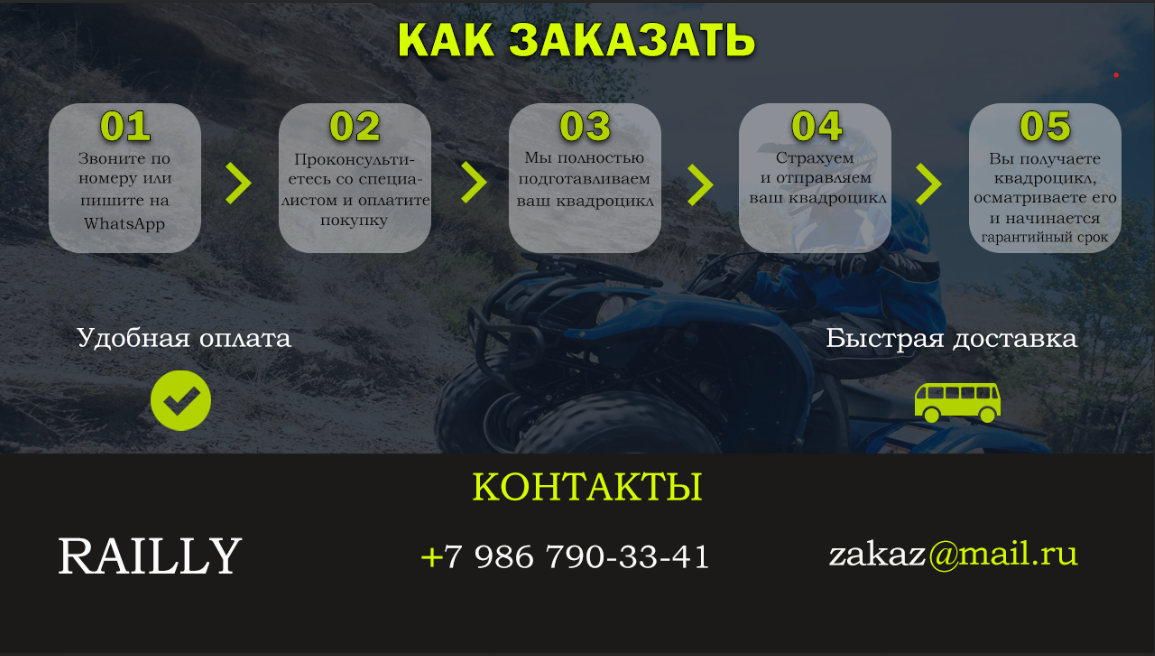 КАК ЗАКАЗАТЬ
01
Звоните по
номеру или
пишите на
WhatsApp
02
Проконсульти-
етесь со специа-
листом и оплатите
покупку
03
Мы полностью
подготавливаем
ваш квадроцикл
04
Страхуем
и отправляем
ваш квадроцикл
05
Вы получаете
квадроцикл,
осматриваете его
и начинается
гарантийный срок
Удобная оплата
Быстрая доставка
КОНТАКТЫ
RAILLY
+7 986 790-33-41
zakaz@mail.ru